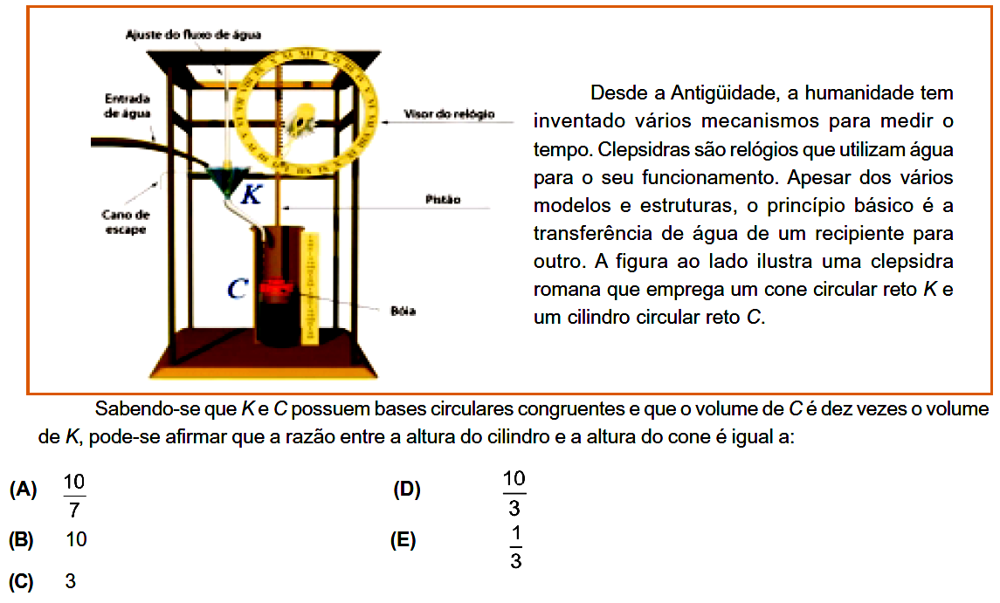 Ajuste do fluxo de água
Entrada
de água
Visor do relógio
K
Pistão
Cano de
escape
C
Bóia
Desde a Antigüidade, a humanidade tem
inventado vários mecanismos para medir o
tempo. Clepsidras são relógios que utilizam água
para o seu funcionamento. Apesar dos vários
modelos e estruturas, o princípio básico é a
transferência de água de um recipiente para
outro. A figura ao lado ilustra uma clepsidra
romana que emprega um cone circular reto K e
um cilindro circular reto C.
Sabendo-se que K e C possuem bases circulares congruentes e que o volume de C é dez vezes o volume
de K, pode-se afirmar que a razão entre a altura do cilindro e a altura do cone é igual a:
(A) 10/7
(B) 10
(C) 3
(D) 10/3
(E) 1/3